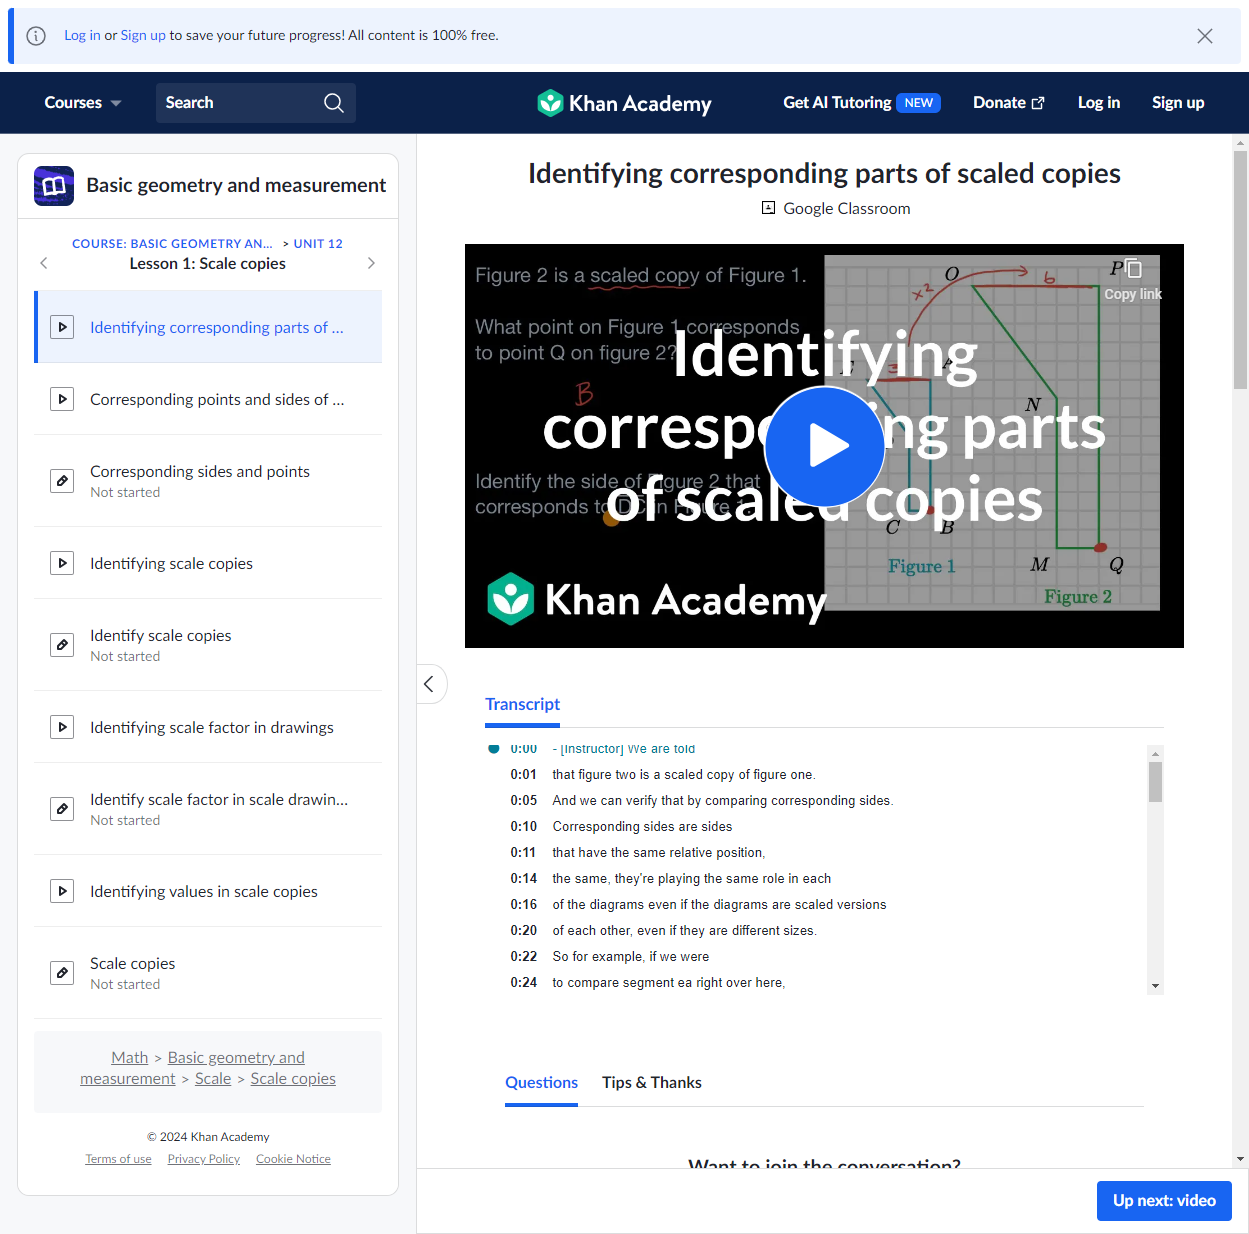 Log in or Sign up to save your future progress! All content is 100% free.
Courses
Search
Khan Academy
Get AI Tutoring NEW
Donate
Log in
Sign up
Basic geometry and measurement
COURSE: BASIC GEOMETRY AN... > UNIT 12
Lesson 1: Scale copies
Identifying corresponding parts of ...
Corresponding points and sides of ...
Corresponding sides and points
Not started
Identifying scale copies
Identify scale copies
Not started
Identifying scale factor in drawings
Identify scale factor in scale drawin...
Not started
Identifying values in scale copies
Scale copies
Not started
Math > Basic geometry and
measurement > Scale > Scale copies
© 2024 Khan Academy
Terms of use Privacy Policy Cookie Notice
Identifying corresponding parts of scaled copies
Google Classroom
Figure 2 is a scaled copy of Figure 1.
What point on Figure 1 corresponds
to point Q on figure 2?
B
Identify the side of Figure 2 that
corresponds to DC in Figure 1.
Identifying
corresponding parts
of scaled copies
Khan Academy
Copy link
O
P
x2
6
3
E
A
N
C
B
M
Q
Figure 1
Figure 2
Transcript
0:00 - [Instructor] We are told
0:01 that figure two is a scaled copy of figure one.
0:05 And we can verify that by comparing corresponding sides.
0:10 Corresponding sides are sides
0:11 that have the same relative position,
0:14 the same, they're playing the same role in each
0:16 of the diagrams even if the diagrams are scaled versions
0:20 of each other, even if they are different sizes.
0:22 So for example, if we were
0:24 to compare segment ea right over here,
Questions
Tips & Thanks
Want to join the conversation?
Up next: video